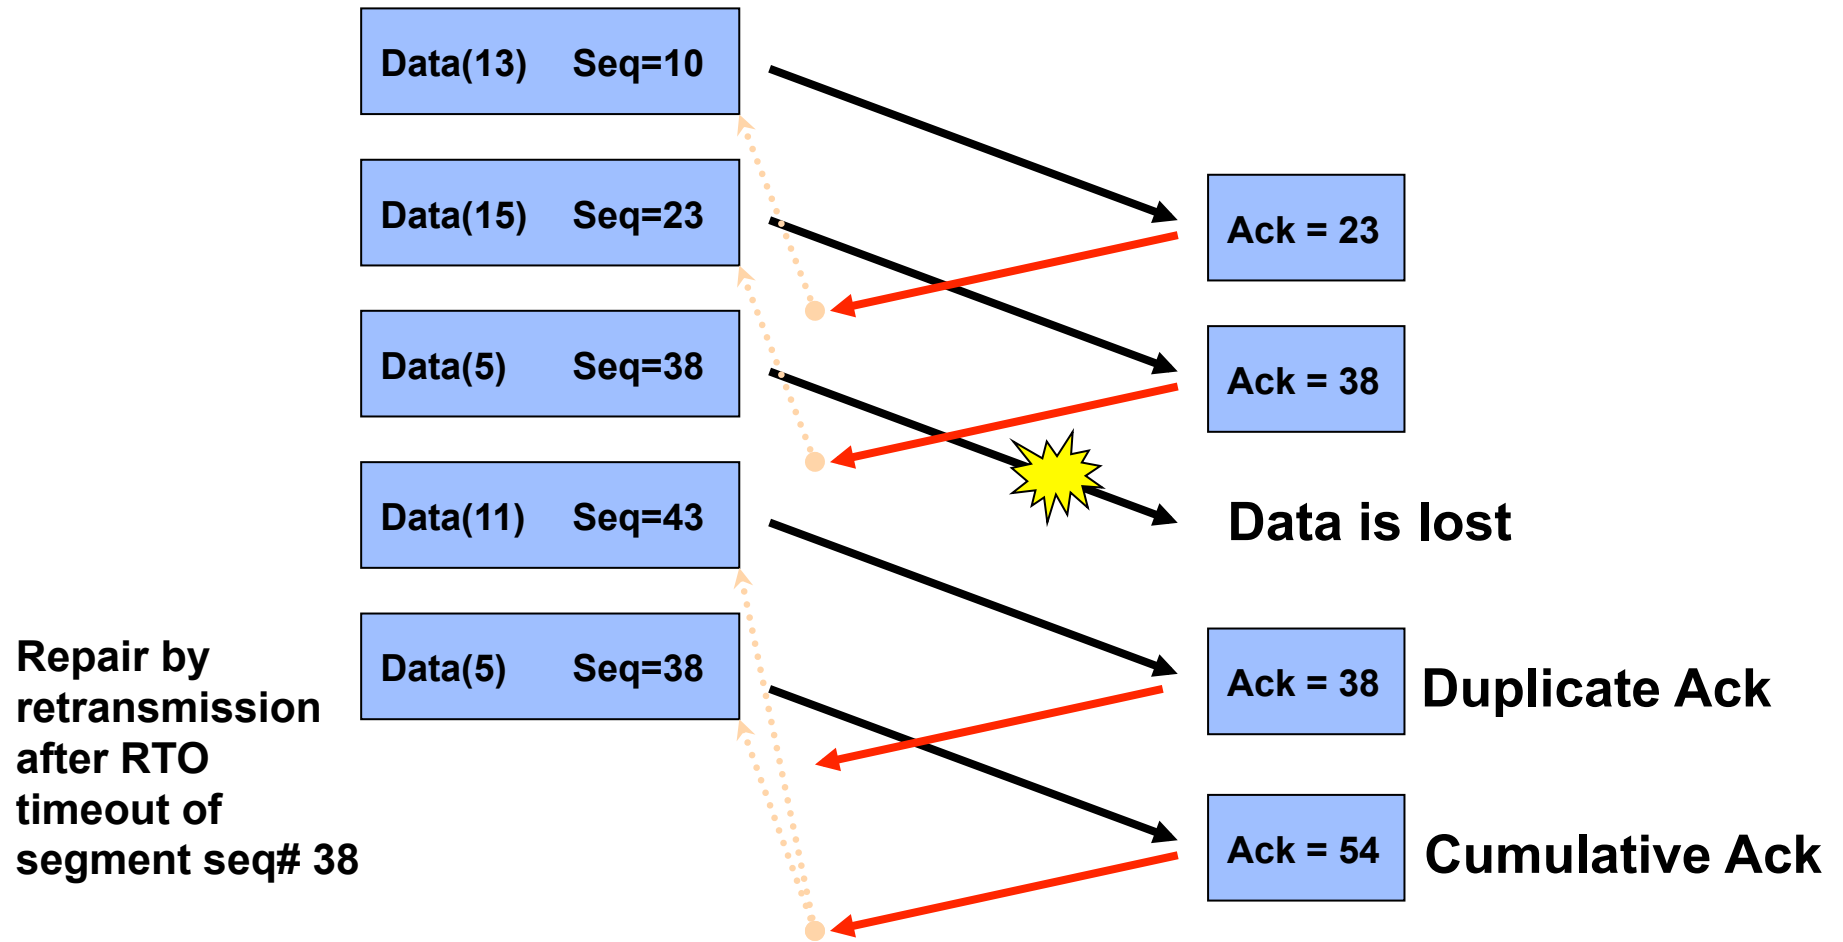 Data(13) Seq=10
Data(15) Seq=23
Ack = 23
Data(5) Seq=38
Ack = 38
Data(11) Seq=43
Data is lost
Repair by
retransmission
after RTO
timeout of
segment seq# 38
Data(5) Seq=38
Ack = 38 Duplicate Ack
Ack = 54 Cumulative Ack